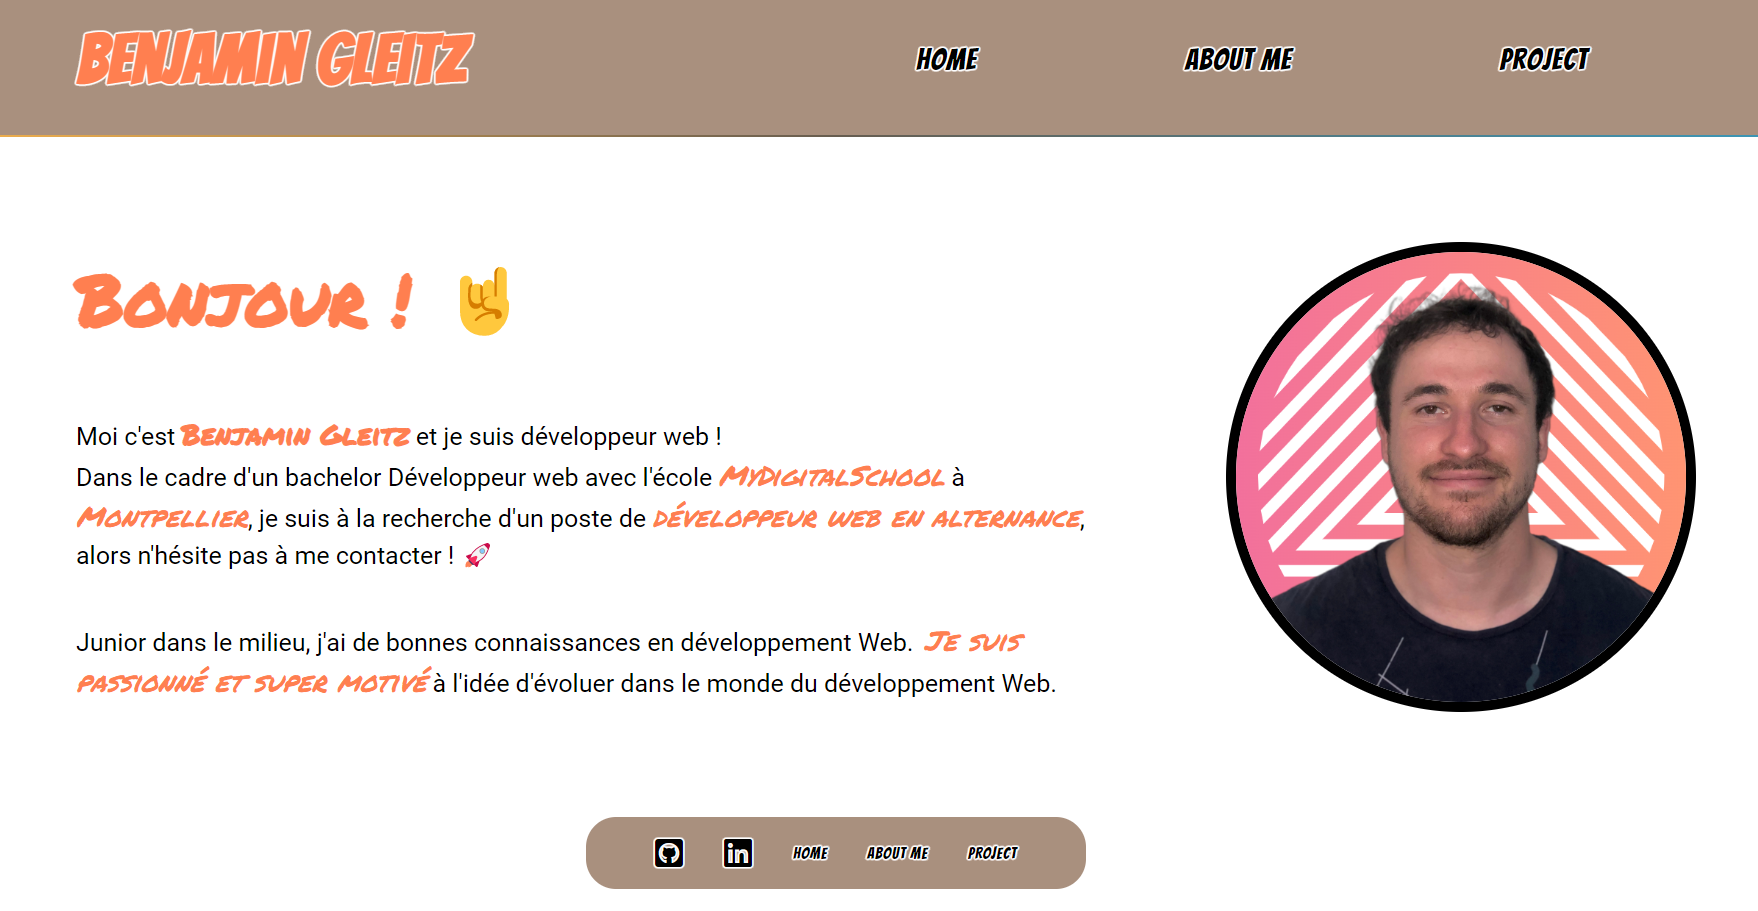 BENJAMIN GLEITZ
HOME
ABOUT ME
PROJECT
BONJOUR ! 🤘
Moi c'est BENJAMIN GLEITZ et je suis développeur web !
Dans le cadre d'un bachelor Développeur web avec l'école MYDIGITALSCHOOL à
MONTPELLIER, je suis à la recherche d'un poste de DÉVELOPPEUR WEB EN ALTERNANCE,
alors n'hésite pas à me contacter ! 🚀
Junior dans le milieu, j'ai de bonnes connaissances en développement Web. JE SUIS
PASSIONNÉ ET SUPER MOTIVÉ à l'idée d'évoluer dans le monde du développement Web.
in
HOME
ABOUT ME
PROJECT